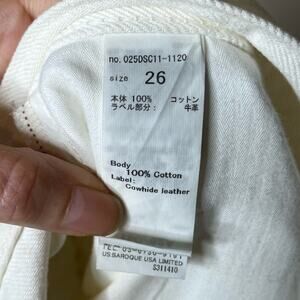 no. 025DSC11-1120
size 26
本体 100% コットン
ラベル部分: 牛革
Body
100% Cotton
Label:
Cowhide leather
US.BAROQUE USA LIMITED
S311410